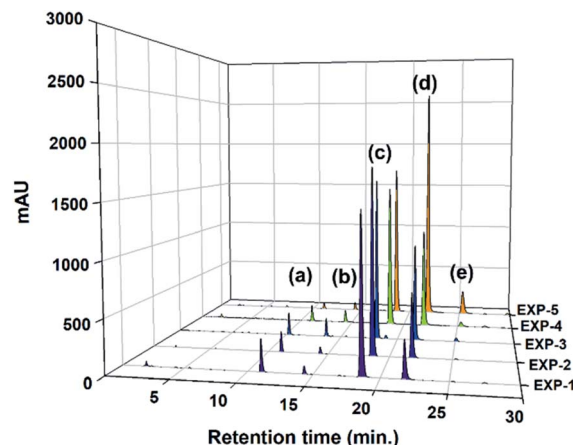 3000
2500
2000
1500
1000
500
0
mAU
(d)
(c)
(a)
(b)
(e)
EXP-5
EXP-4
EXP-3
EXP-2
EXP-1
5
10
15
20
25
30
Retention time (min.)